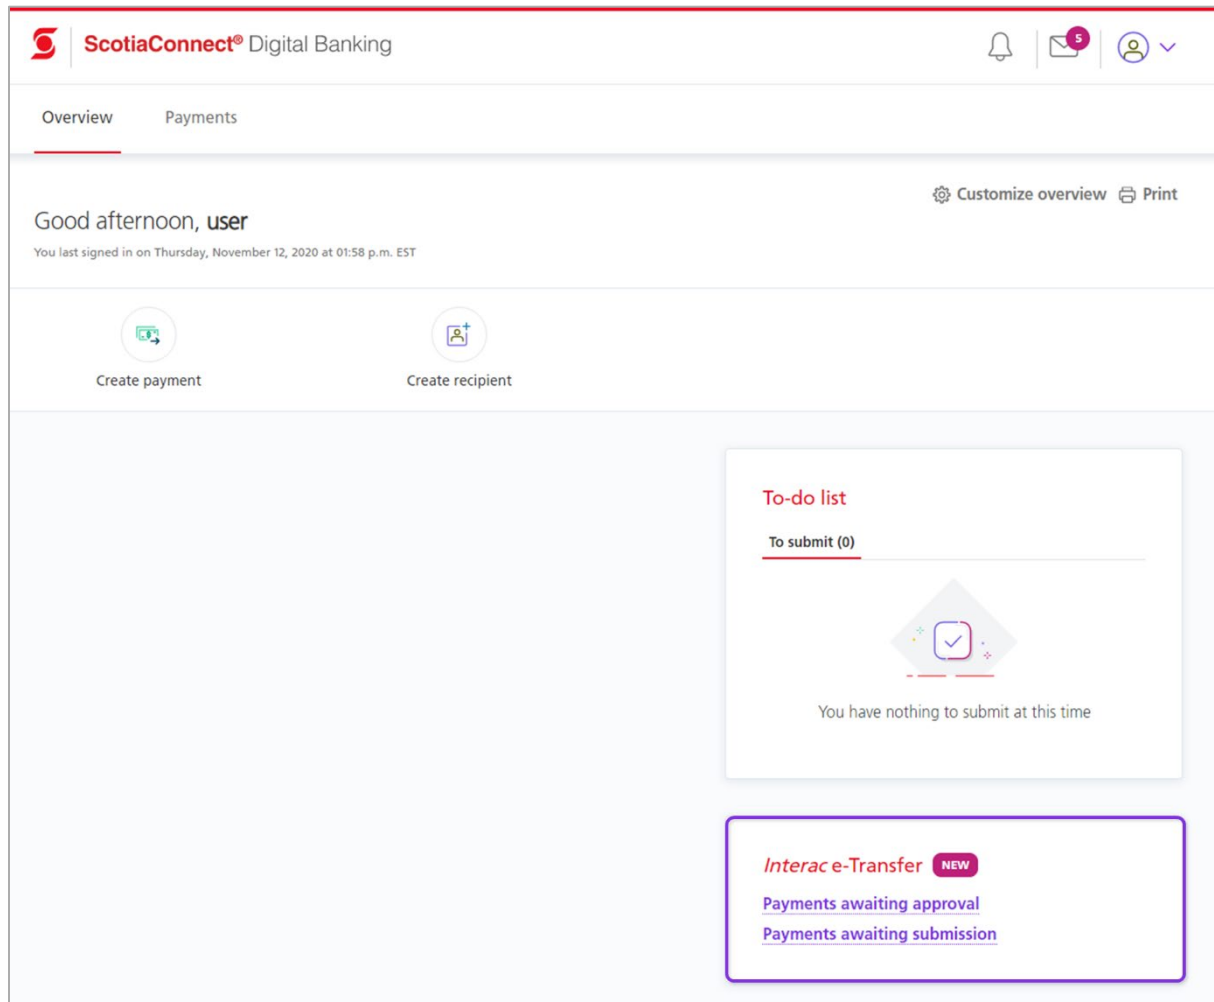 ScotiaConnect® Digital Banking
5
Overview Payments
Customize overview Print
Good afternoon, user
You last signed in on Thursday, November 12, 2020 at 01:58 p.m. EST
Create payment Create recipient
To-do list
To submit (0)
You have nothing to submit at this time
Interac e-Transfer NEW
Payments awaiting approval
Payments awaiting submission